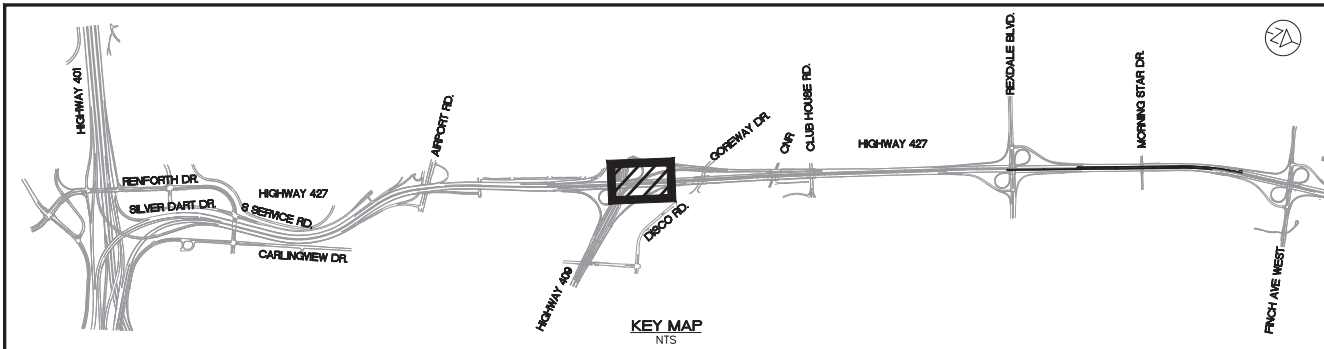 HIGHWAY 401
RENFORTH DR.
SILVER DART DR.
HIGHWAY 427
S SERVICE RD.
CARLINGVIEW DR.
AIRPORT RD.
HIGHWAY 409
DISCO RD.
GOREWAY DR.
CNR
CLUB HOUSE RD.
HIGHWAY 427
REXDALE BLVD.
MORNING STAR DR.
FINCH AVE WEST
N
KEY MAP
NTS